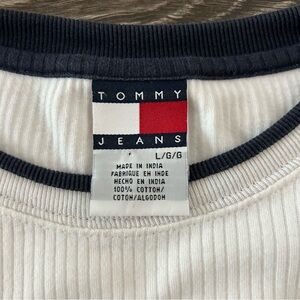 TOMMY
JEANS
L/G/G
MADE IN INDIA
FABRIQUE EN INDE
HECHO EN INDIA
100% COTTON/
COTON/ALGODON